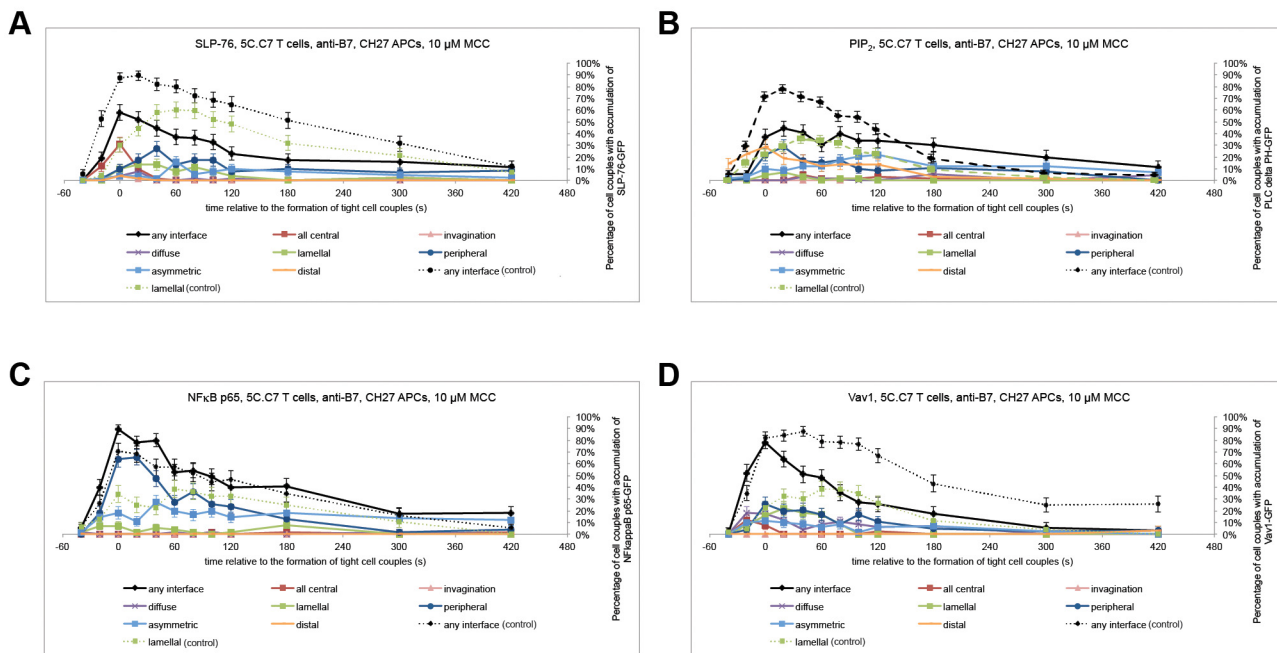 A
SLP-76, 5C.C7 T cells, anti-B7, CH27 APCs, 10 µM MCC
100%
90%
80%
70%
60%
50%
40%
30%
20%
10%
0%
Percentage of cell couples with accumulation of
SLP-76-GFP
-60 0 60 120 180 240 300 360 420 480
time relative to the formation of tight cell couples (s)
any interface all central invagination
diffuse lamellal peripheral
asymmetric distal any interface (control)
lamellal (control)
B
PIP2, 5C.C7 T cells, anti-B7, CH27 APCs, 10 µM MCC
100%
90%
80%
70%
60%
50%
40%
30%
20%
10%
0%
Percentage of cell couples with accumulation of
PLC delta PH-GFP
-60 0 60 120 180 240 300 360 420 480
time relative to the formation of tight cell couples (s)
any interface all central invagination
diffuse lamellal peripheral
asymmetric distal any interface (control)
lamellal (control)
C
NFκB p65, 5C.C7 T cells, anti-B7, CH27 APCs, 10 µM MCC
100%
90%
80%
70%
60%
50%
40%
30%
20%
10%
0%
Percentage of cell couples with accumulation of
NFkappaB p65-GFP
-60 0 60 120 180 240 300 360 420 480
time relative to the formation of tight cell couples (s)
any interface all central invagination
diffuse lamellal peripheral
asymmetric distal any interface (control)
lamellal (control)
D
Vav1, 5C.C7 T cells, anti-B7, CH27 APCs, 10 µM MCC
100%
90%
80%
70%
60%
50%
40%
30%
20%
10%
0%
Percentage of cell couples with accumulation of
Vav1-GFP
-60 0 60 120 180 240 300 360 420 480
time relative to the formation of tight cell couples (s)
any interface all central invagination
diffuse lamellal peripheral
asymmetric distal any interface (control)
lamellal (control)